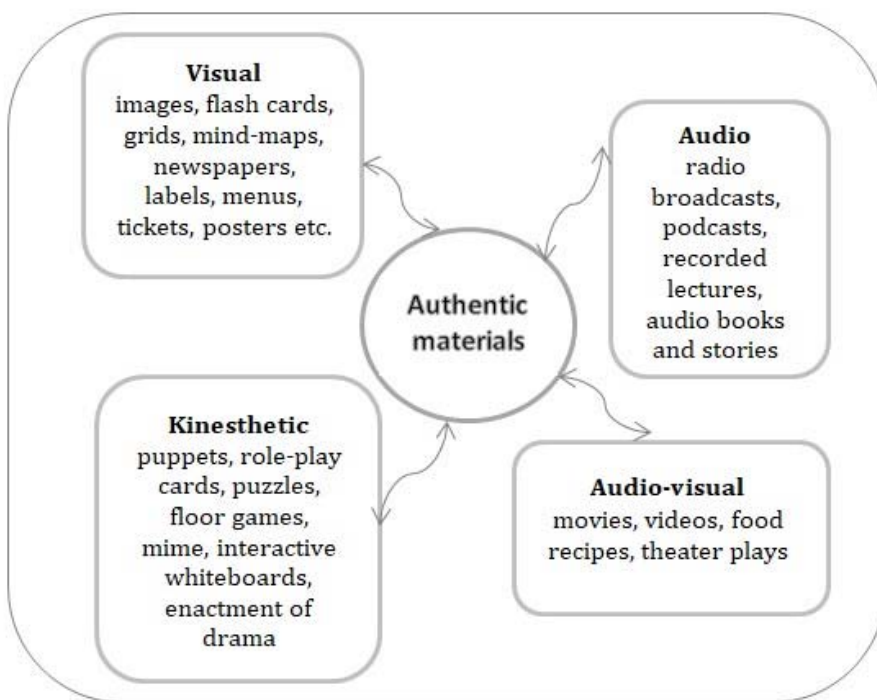 Visual
images, flash cards,
grids, mind-maps,
newspapers,
labels, menus,
tickets, posters etc.
Audio
radio
broadcasts,
podcasts,
recorded
lectures,
audio books
and stories
Authentic
materials
Kinesthetic
puppets, role-play
cards, puzzles,
floor games,
mime, interactive
whiteboards,
enactment of
drama
Audio-visual
movies, videos, food
recipes, theater plays